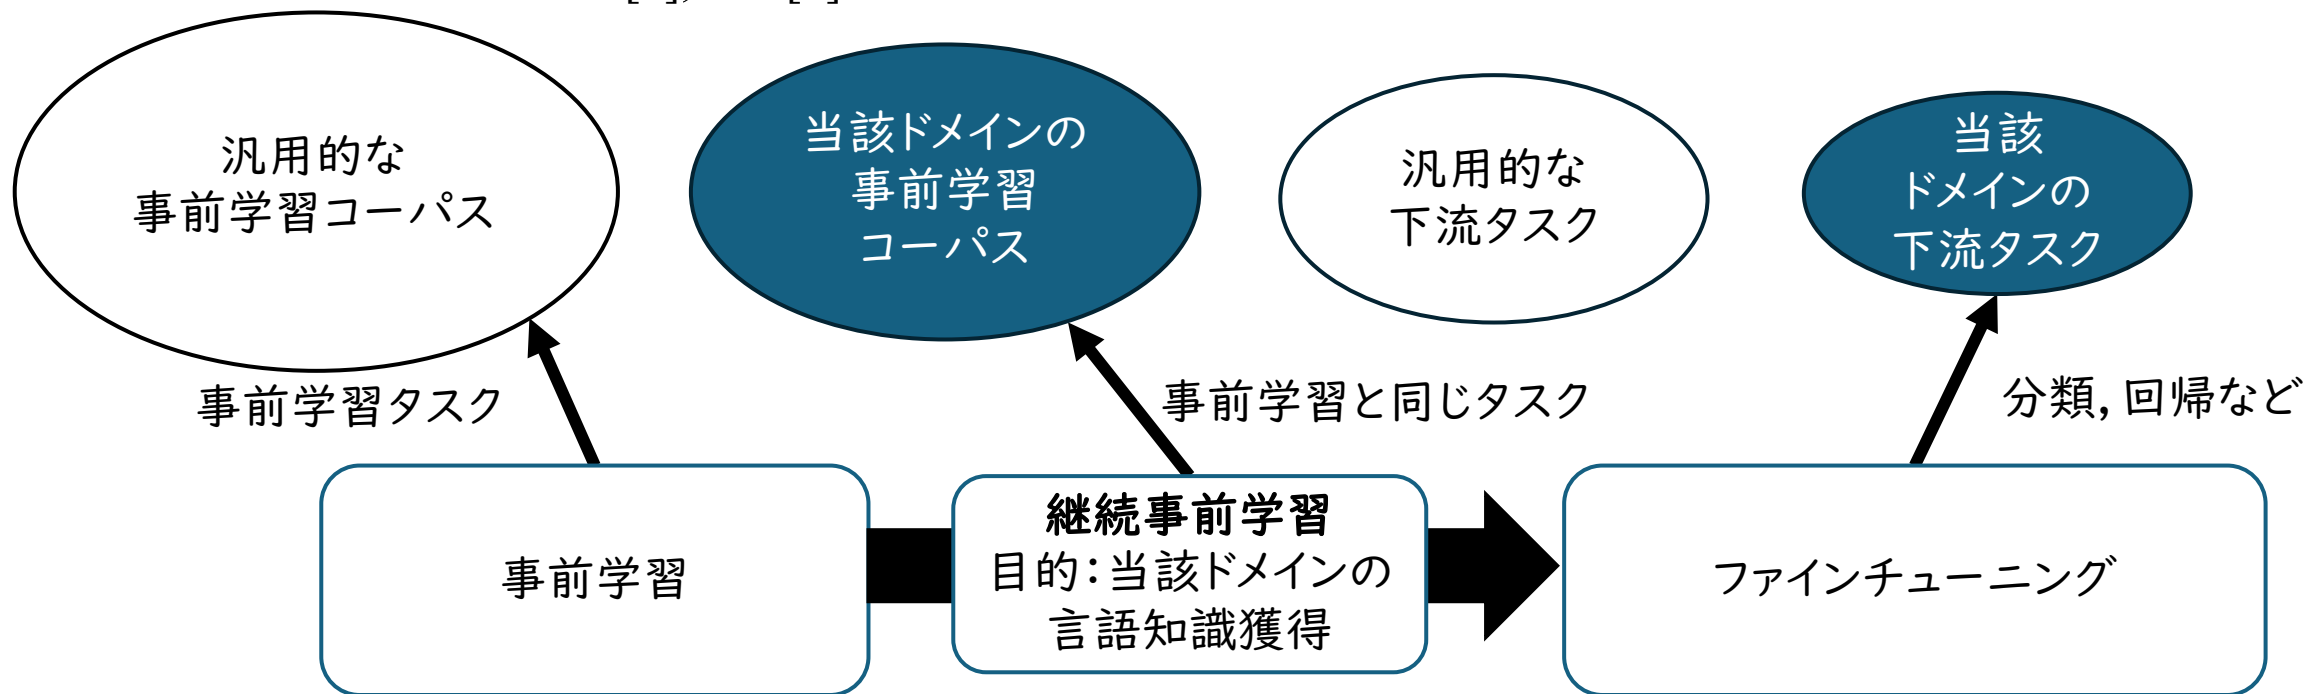 汎用的な
事前学習コーパス
当該ドメインの
事前学習
コーパス
汎用的な
下流タスク
当該
ドメインの
下流タスク
事前学習タスク
事前学習と同じタスク
分類, 回帰など
事前学習
継続事前学習
目的：当該ドメインの
言語知識獲得
ファインチューニング